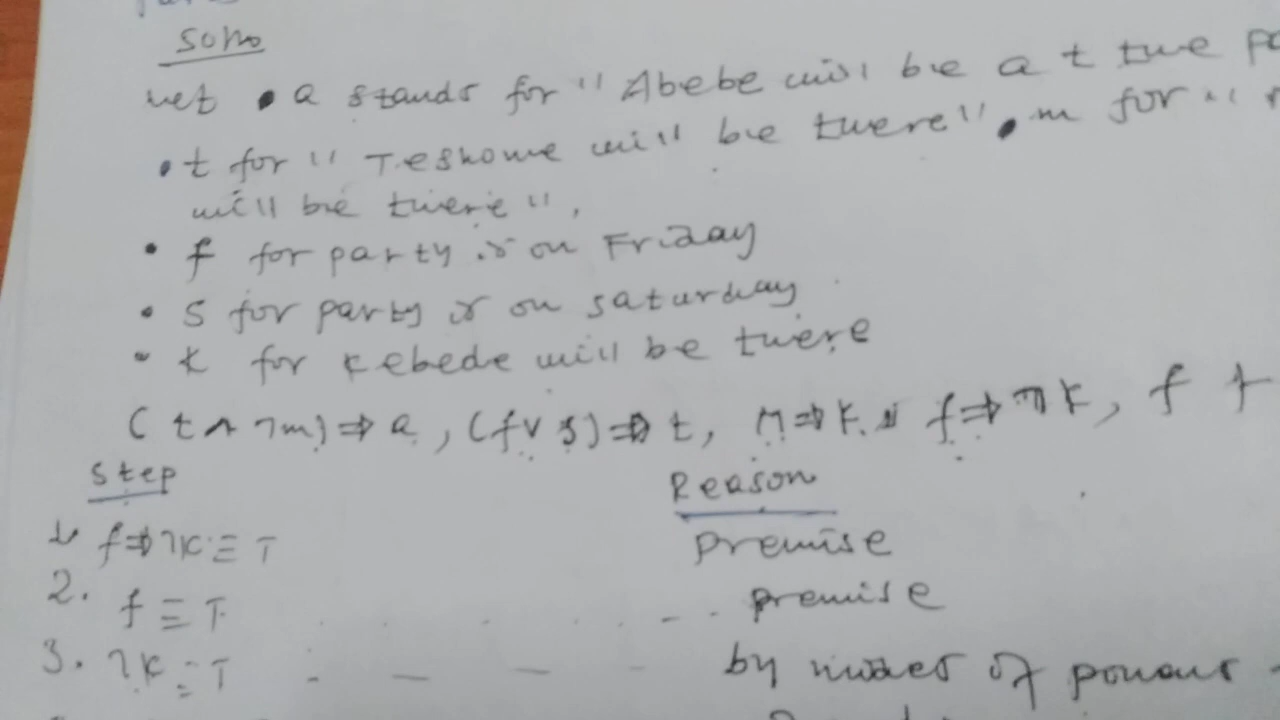 Soln
Let • a stands for "Abebe will be at the
• t for "Teshome will be there", • m for "
will be there",
• f for party is on Friday
• S for party is on saturday
• K for Kebede will be there
(t ∧ ¬m) ⇒ a, (f ∨ s) ⇒ t, M ⇒ K, f ⇒ ¬K, f
Step Reason
1. f ⇒ ¬K ≡ T premise
2. f ≡ T . . . . . premise
3. ¬K ≡ T - - - - by modes of ponous